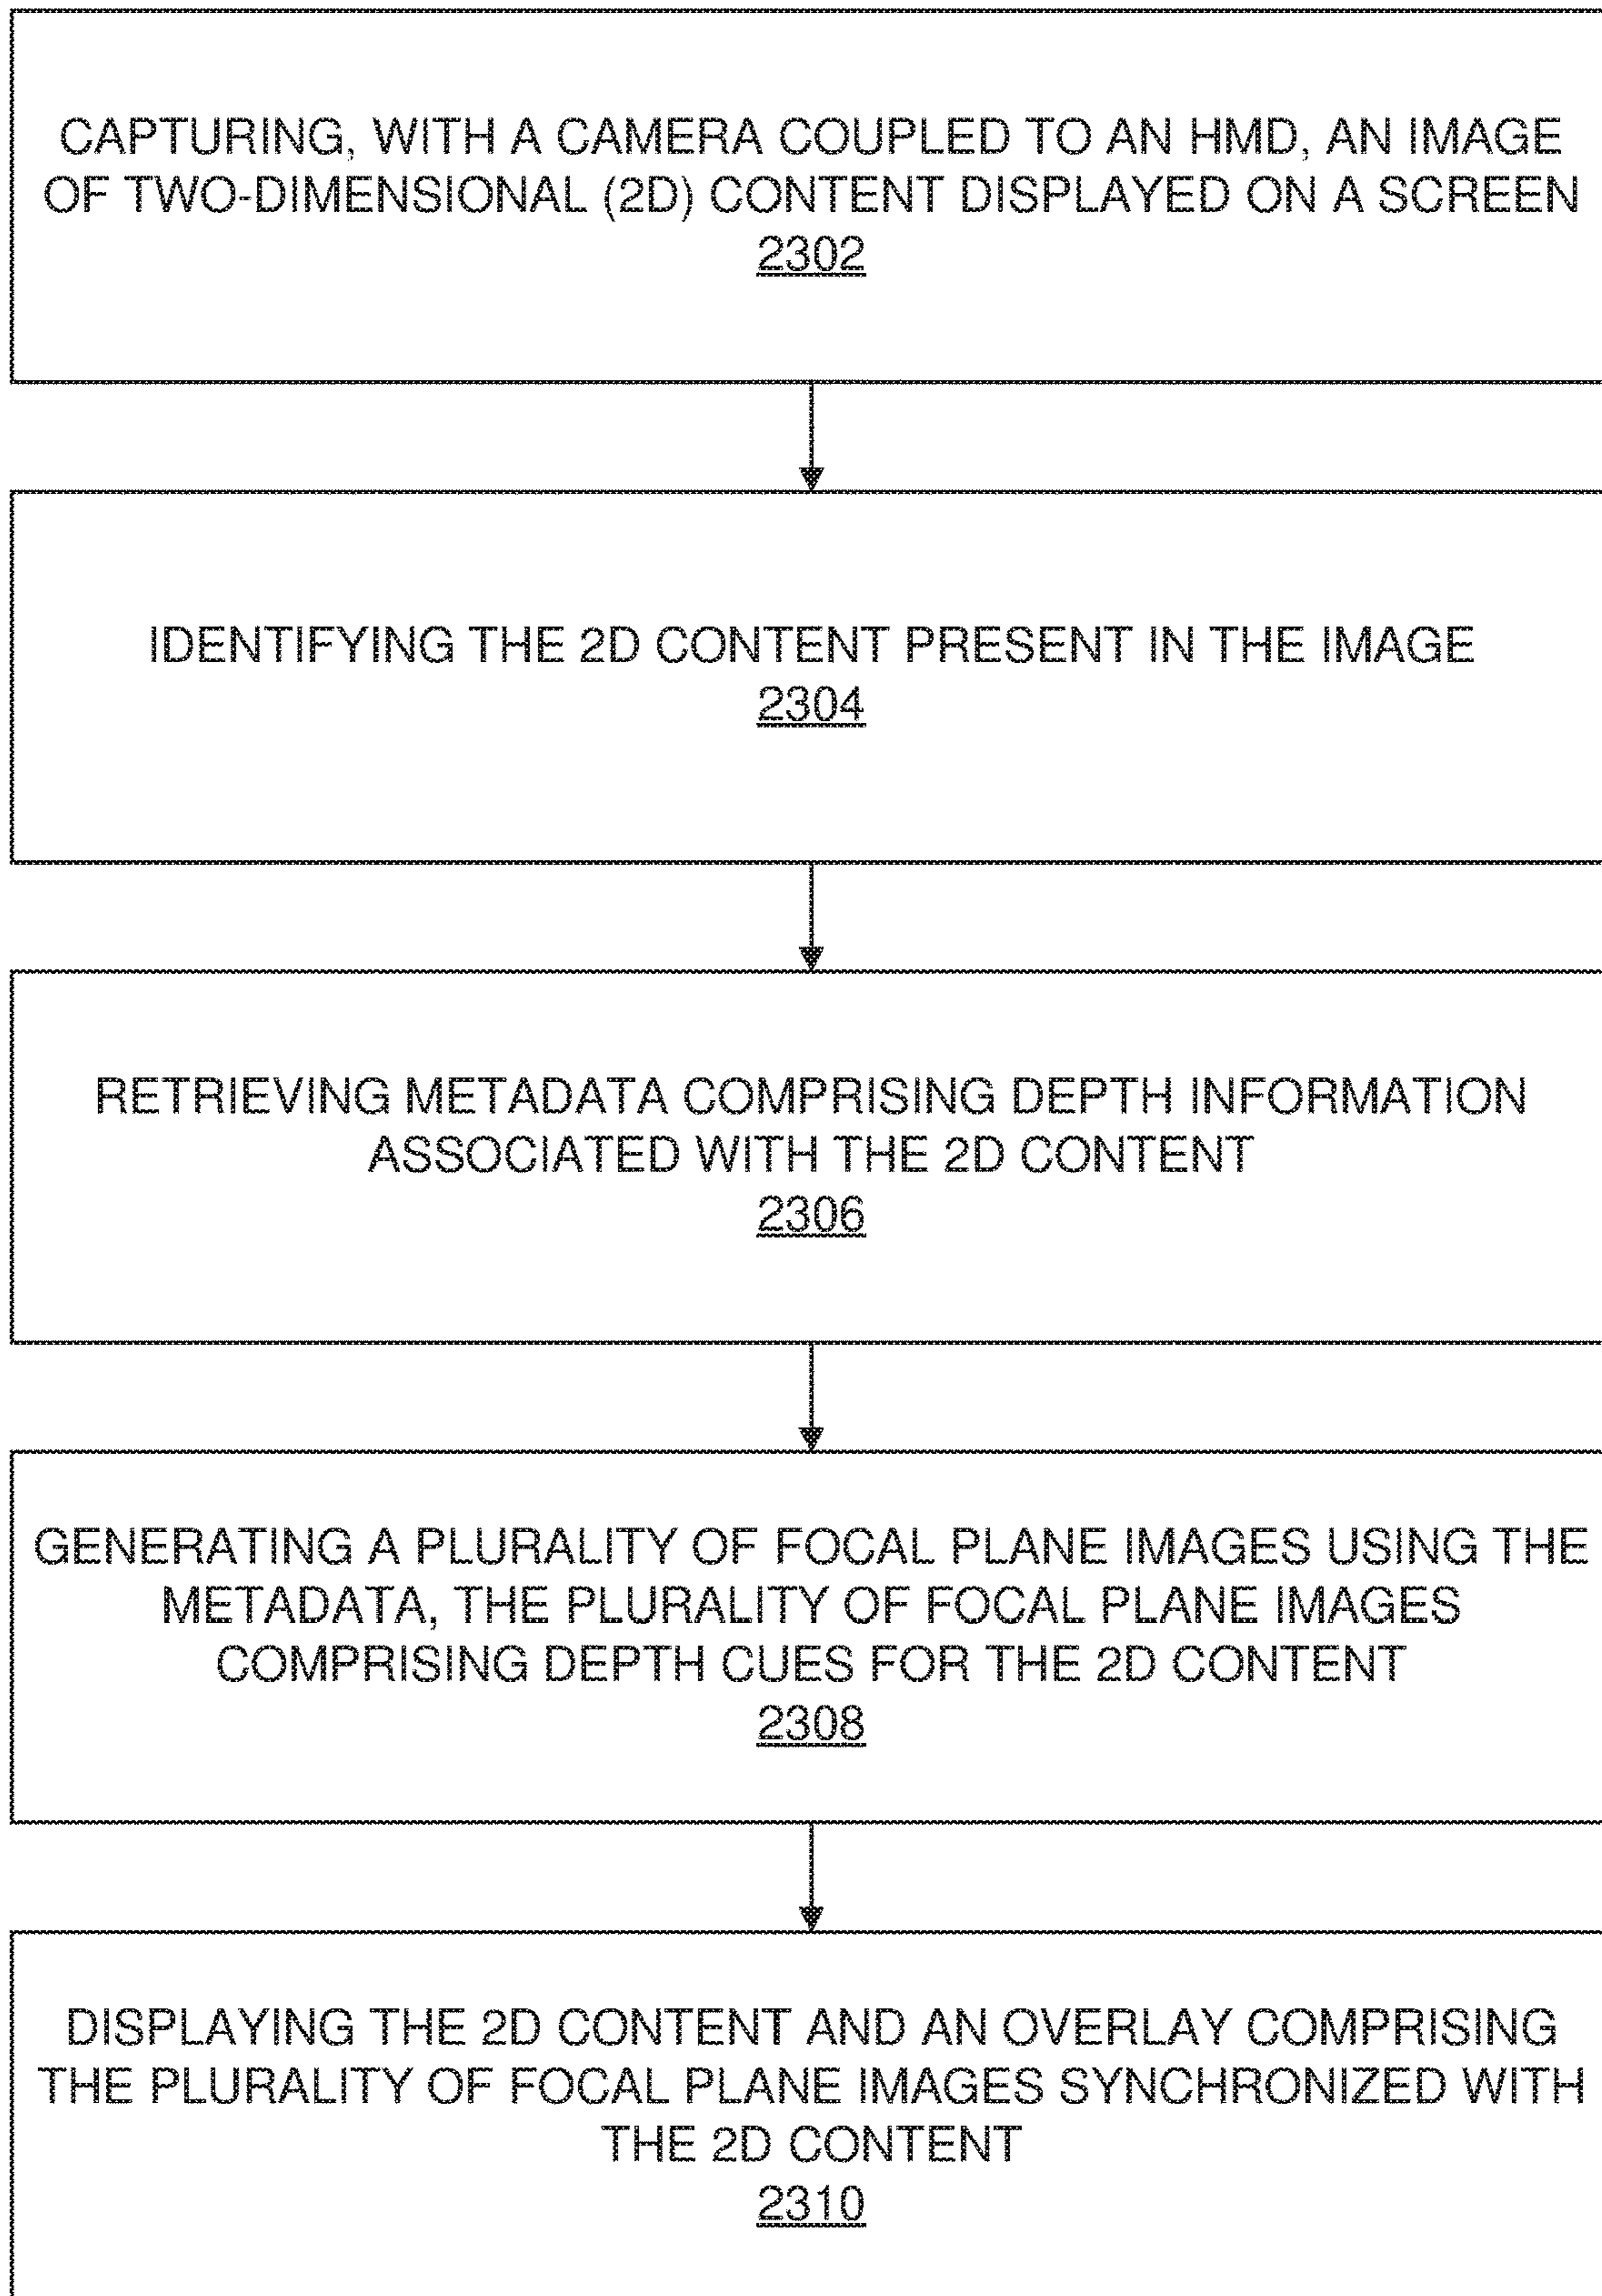 CAPTURING, WITH A CAMERA COUPLED TO AN HMD, AN IMAGE
OF TWO-DIMENSIONAL (2D) CONTENT DISPLAYED ON A SCREEN
2302
IDENTIFYING THE 2D CONTENT PRESENT IN THE IMAGE
2304
RETRIEVING METADATA COMPRISING DEPTH INFORMATION
ASSOCIATED WITH THE 2D CONTENT
2306
GENERATING A PLURALITY OF FOCAL PLANE IMAGES USING THE
METADATA, THE PLURALITY OF FOCAL PLANE IMAGES
COMPRISING DEPTH CUES FOR THE 2D CONTENT
2308
DISPLAYING THE 2D CONTENT AND AN OVERLAY COMPRISING
THE PLURALITY OF FOCAL PLANE IMAGES SYNCHRONIZED WITH
THE 2D CONTENT
2310